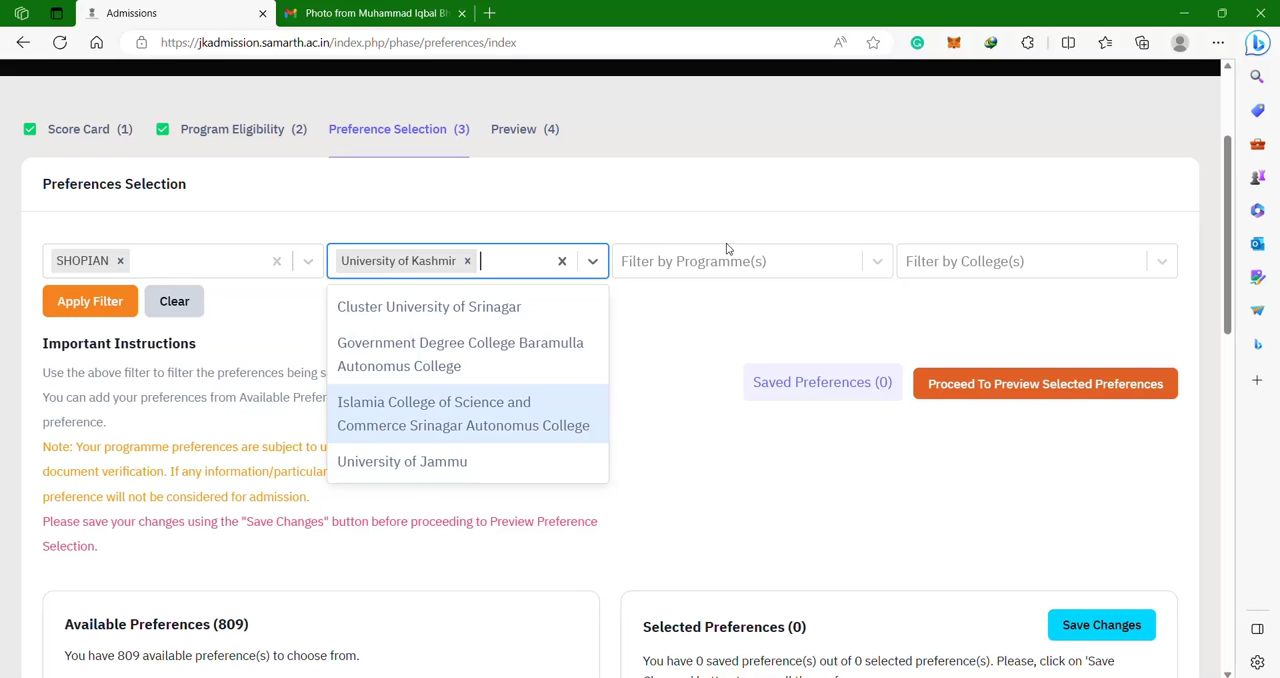 Admissions
Photo from Muhammad Iqbal Bh
https://jkadmission.samarth.ac.in/index.php/phase/preferences/index
Score Card (1) Program Eligibility (2) Preference Selection (3) Preview (4)
Preferences Selection
SHOPIAN × University of Kashmir × Filter by Programme(s) Filter by College(s)
Apply Filter Clear
Cluster University of Srinagar
Government Degree College Baramulla
Autonomus College
Islamia College of Science and
Commerce Srinagar Autonomus College
University of Jammu
Important Instructions
Use the above filter to filter the preferences being s
You can add your preferences from Available Prefer
preference.
Note: Your programme preferences are subject to u
document verification. If any information/particular
preference will not be considered for admission.
Please save your changes using the "Save Changes" button before proceeding to Preview Preference
Selection.
Saved Preferences (0) Proceed To Preview Selected Preferences
Available Preferences (809)
You have 809 available preference(s) to choose from.
Selected Preferences (0) Save Changes
You have 0 saved preference(s) out of 0 selected preference(s). Please, click on 'Save